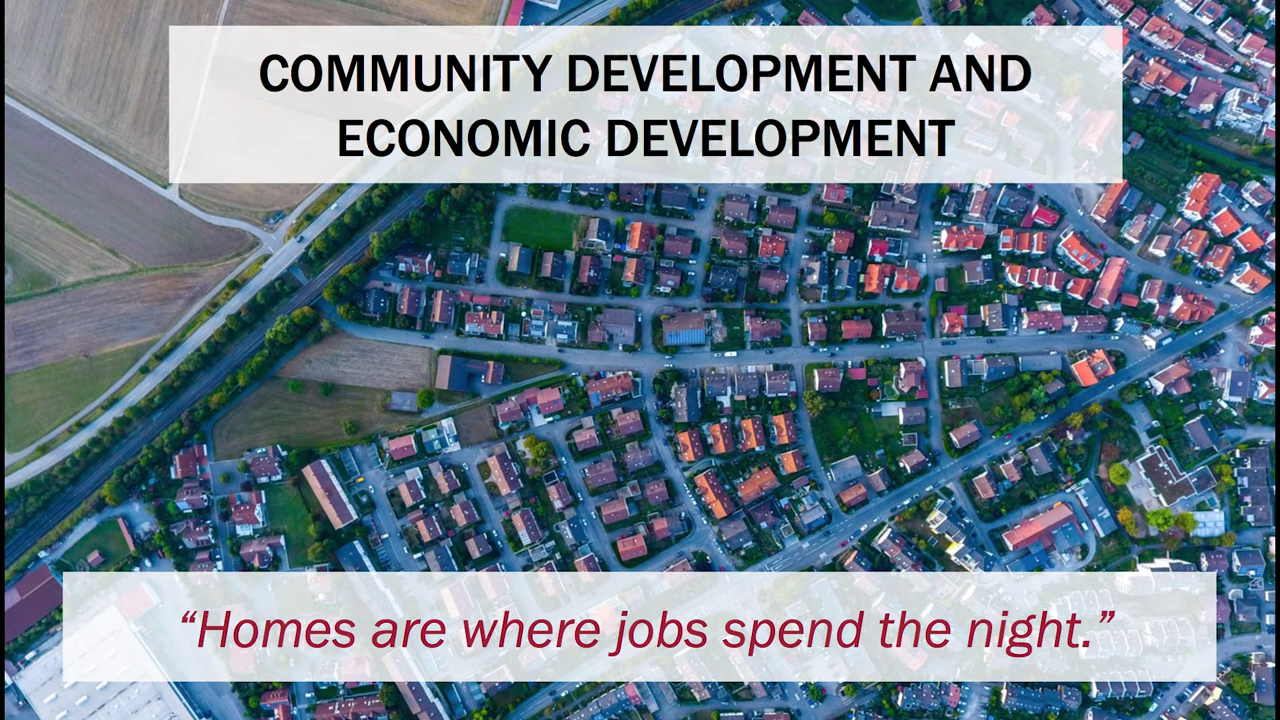 COMMUNITY DEVELOPMENT AND
ECONOMIC DEVELOPMENT
“Homes are where jobs spend the night.”